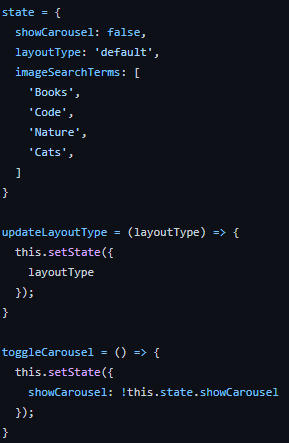 state = {
  showCarousel: false,
  layoutType: 'default',
  imageSearchTerms: [
    'Books',
    'Code',
    'Nature',
    'Cats',
  ]
}

updateLayoutType = (layoutType) => {
  this.setState({
    layoutType
  });
}

toggleCarousel = () => {
  this.setState({
    showCarousel: !this.state.showCarousel
  });
}